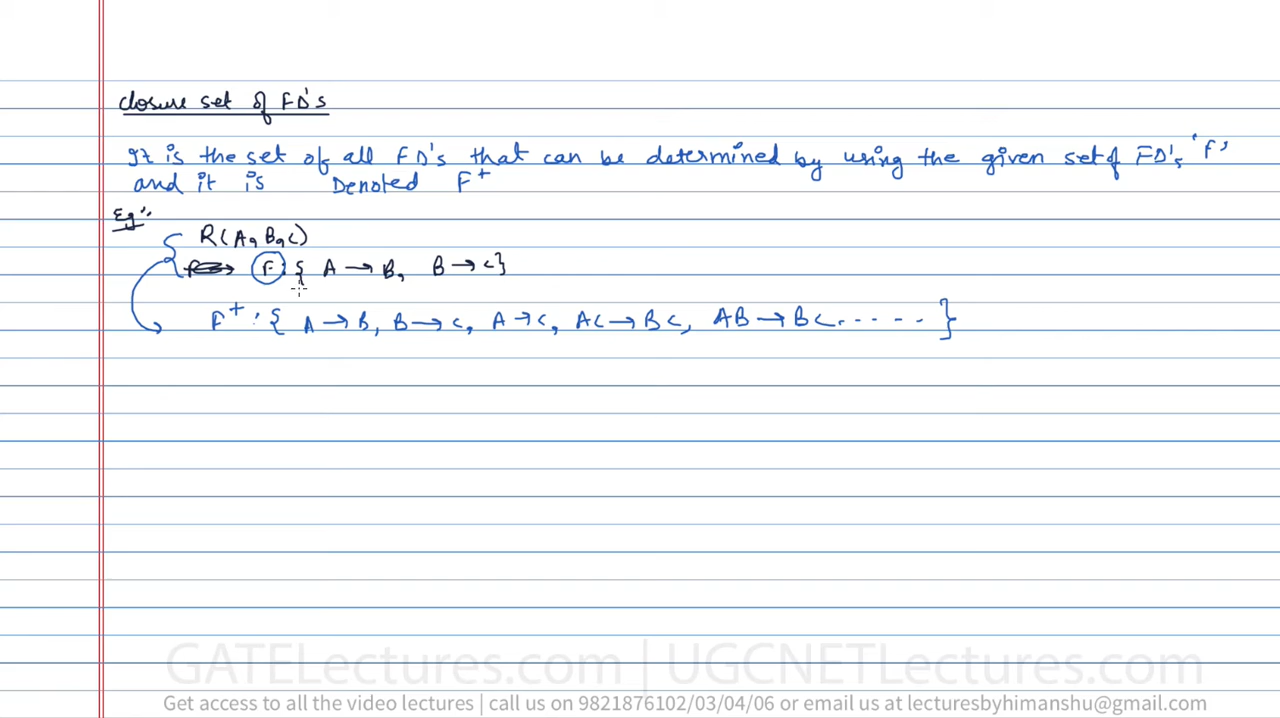 closure set of FD's
It is the set of all FD's that can be determined by using the given set of FD's 'F'
and it is Denoted F⁺
Eg:
R(A, B, C)
F: { A → B, B → C}
F⁺: { A → B, B → C, A → C, AC → BC, AB → BC, ..... }
GATELectures.com | UGCNETLectures.com
Get access to all the video lectures | call us on 9821876102/03/04/06 or email us at lecturesbyhimanshu@gmail.com